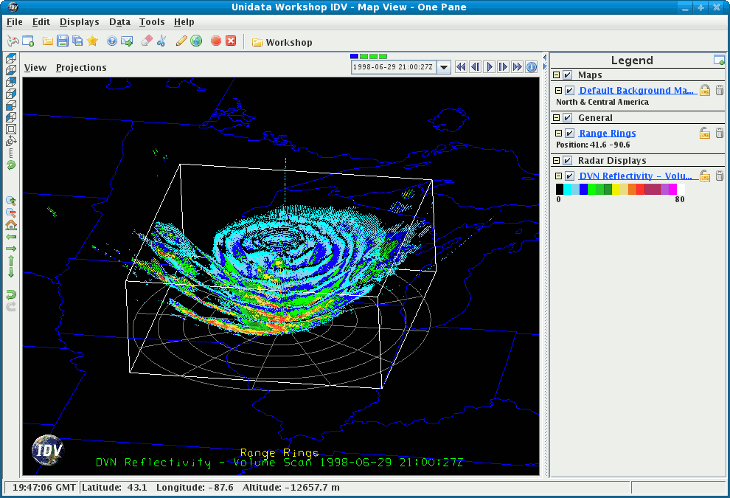 Unidata Workshop IDV - Map View - One Pane
File Edit Displays Data Tools Help
Workshop
View Projections
1998-06-29 21:00:27Z
Legend
Maps
Default Background Ma...
North & Central America
General
Range Rings
Position: 41.6 -90.6
Radar Displays
DVN Reflectivity - Volu...
0 80
IDV
Range Rings
DVN Reflectivity - Volume Scan 1998-06-29 21:00:27Z
19:47:06 GMT Latitude: 43.1 Longitude: -87.6 Altitude: -12657.7 m